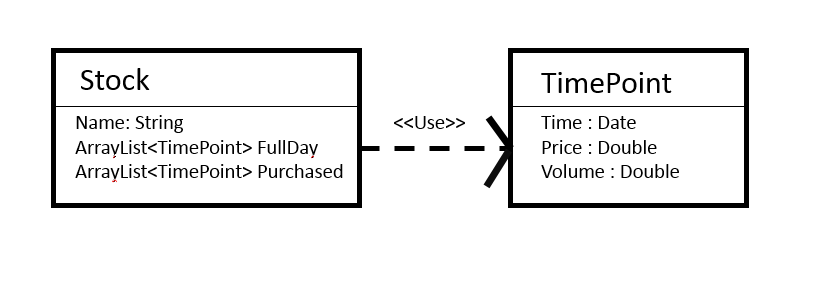 Stock
Name: String
ArrayList<TimePoint> FullDay
ArrayList<TimePoint> Purchased
<<Use>>
TimePoint
Time : Date
Price : Double
Volume : Double